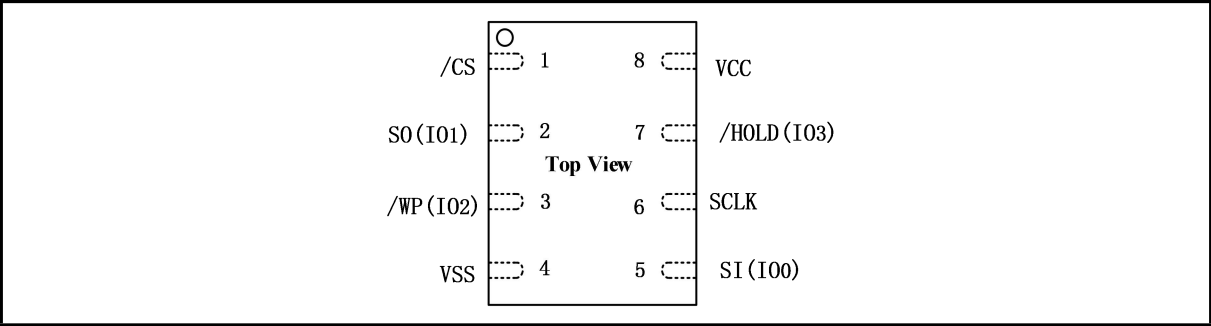 /CS 1 8 VCC
SO(IO1) 2 7 /HOLD(IO3)
Top View
/WP(IO2) 3 6 SCLK
VSS 4 5 SI(IO0)